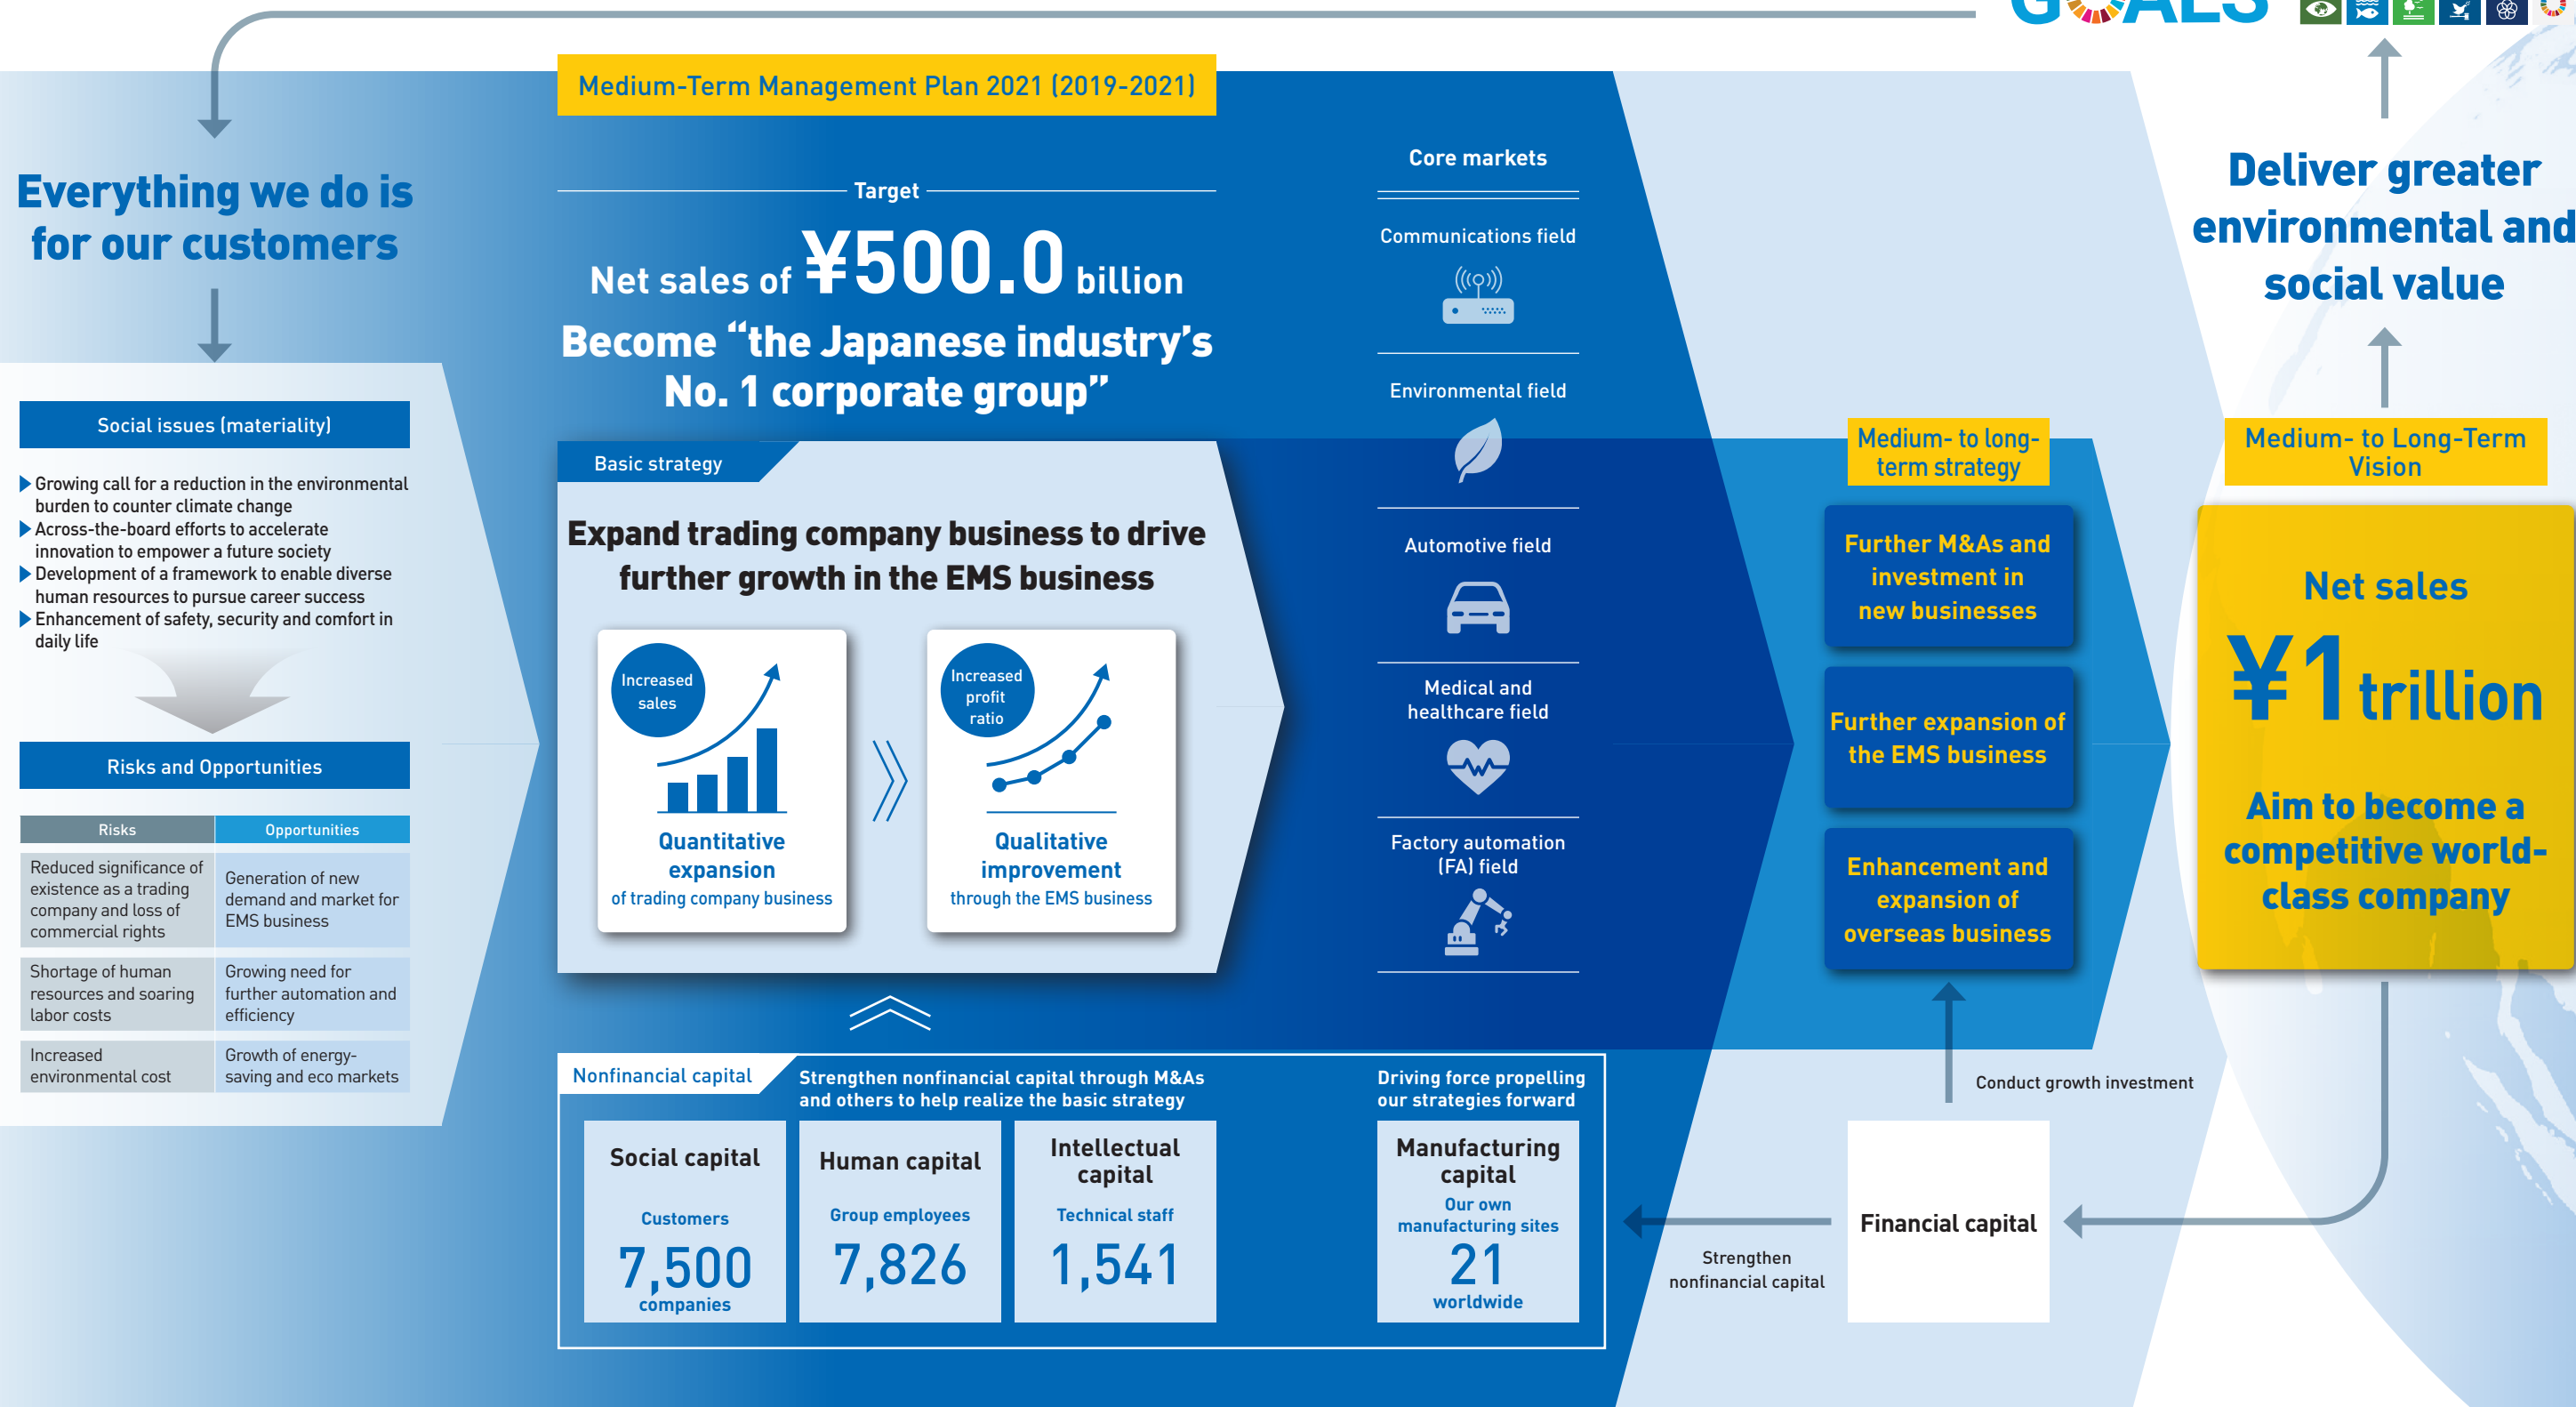 GOALS
Medium-Term Management Plan 2021 (2019-2021)
Everything we do is
for our customers
Social issues (materiality)
Growing call for a reduction in the environmental
burden to counter climate change
Across-the-board efforts to accelerate
innovation to empower a future society
Development of a framework to enable diverse
human resources to pursue career success
Enhancement of safety, security and comfort in
daily life
Risks and Opportunities
Risks
Opportunities
Reduced significance of
existence as a trading
company and loss of
commercial rights
Generation of new
demand and market for
EMS business
Shortage of human
resources and soaring
labor costs
Growing need for
further automation and
efficiency
Increased
environmental cost
Growth of energy-
saving and eco markets
Target
Net sales of ¥500.0 billion
Become “the Japanese industry’s
No. 1 corporate group”
Basic strategy
Expand trading company business to drive
further growth in the EMS business
Increased
sales
Quantitative
expansion
of trading company business
Increased
profit
ratio
Qualitative
improvement
through the EMS business
Nonfinancial capital
Strengthen nonfinancial capital through M&As
and others to help realize the basic strategy
Social capital
Customers
7,500
companies
Human capital
Group employees
7,826
Intellectual
capital
Technical staff
1,541
Driving force propelling
our strategies forward
Manufacturing
capital
Our own
manufacturing sites
21
worldwide
Core markets
Communications field
Environmental field
Automotive field
Medical and
healthcare field
Factory automation
(FA) field
Medium- to long-
term strategy
Further M&As and
investment in
new businesses
Further expansion of
the EMS business
Enhancement and
expansion of
overseas business
Conduct growth investment
Financial capital
Strengthen
nonfinancial capital
Deliver greater
environmental and
social value
Medium- to Long-Term
Vision
Net sales
¥1 trillion
Aim to become a
competitive world-
class company